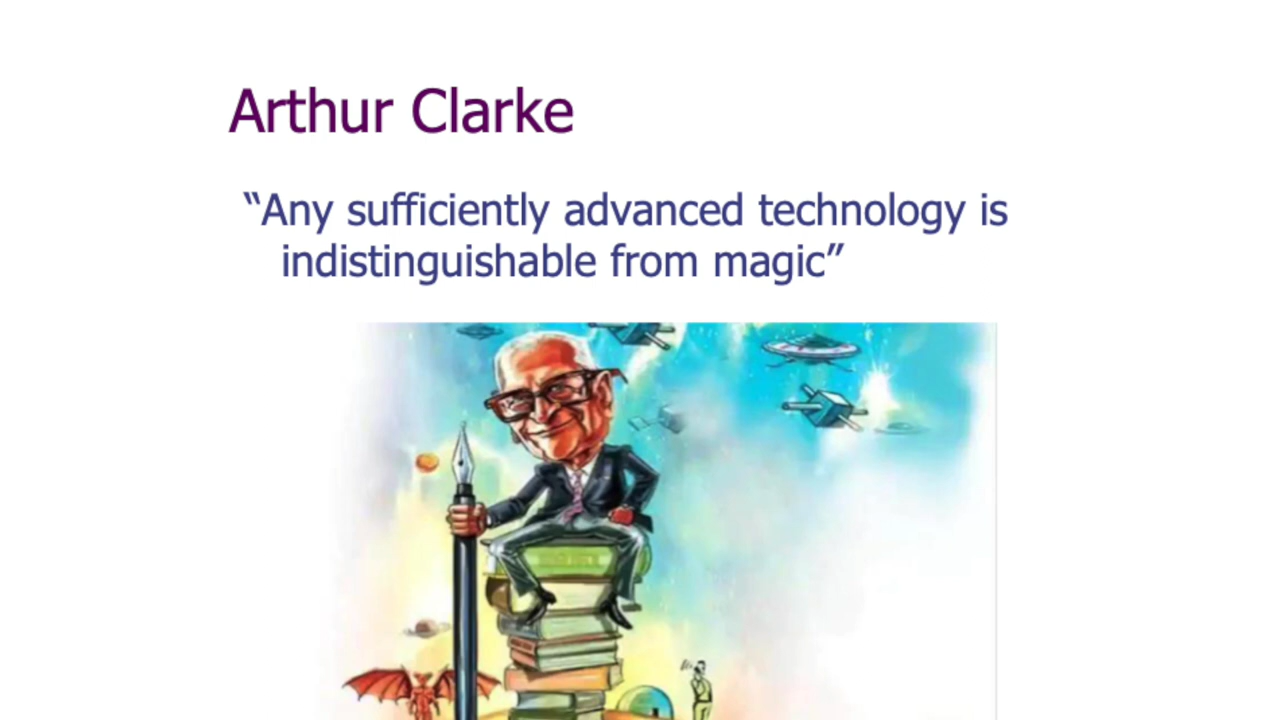 Arthur Clarke
“Any sufficiently advanced technology is
indistinguishable from magic”